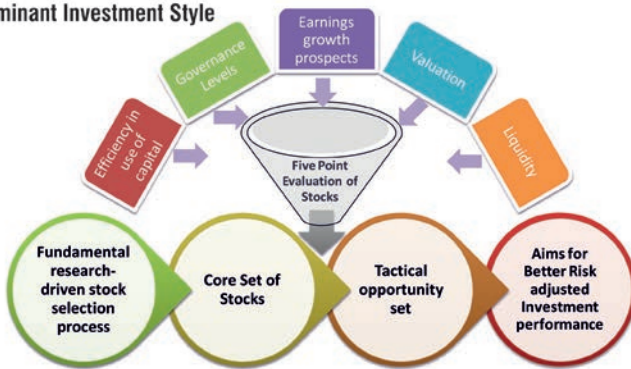 minant Investment Style
Efficiency in
use of
capital
Governance
Levels
Earnings
growth
prospects
Valuation
Liquidity
Five Point
Evaluation of
Stocks
Fundamental
research-
driven stock
selection
process
Core Set of
Stocks
Tactical
opportunity
set
Aims for
Better Risk
adjusted
Investment
performance